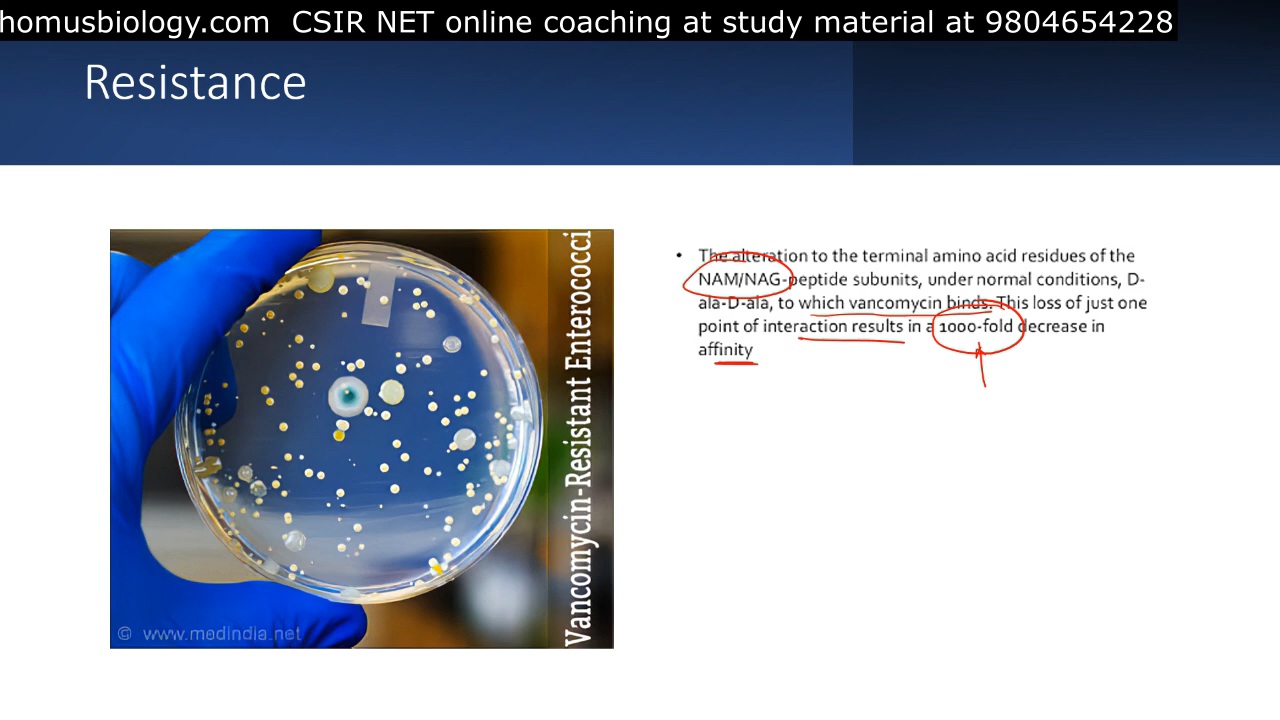 homusbiology.com  CSIR NET online coaching at study material at 9804654228
Resistance
Vancomycin-Resistant Enterococci
© www.medindia.net
• The alteration to the terminal amino acid residues of the
NAM/NAG-peptide subunits, under normal conditions, D-
ala-D-ala, to which vancomycin binds. This loss of just one
point of interaction results in a 1000-fold decrease in
affinity